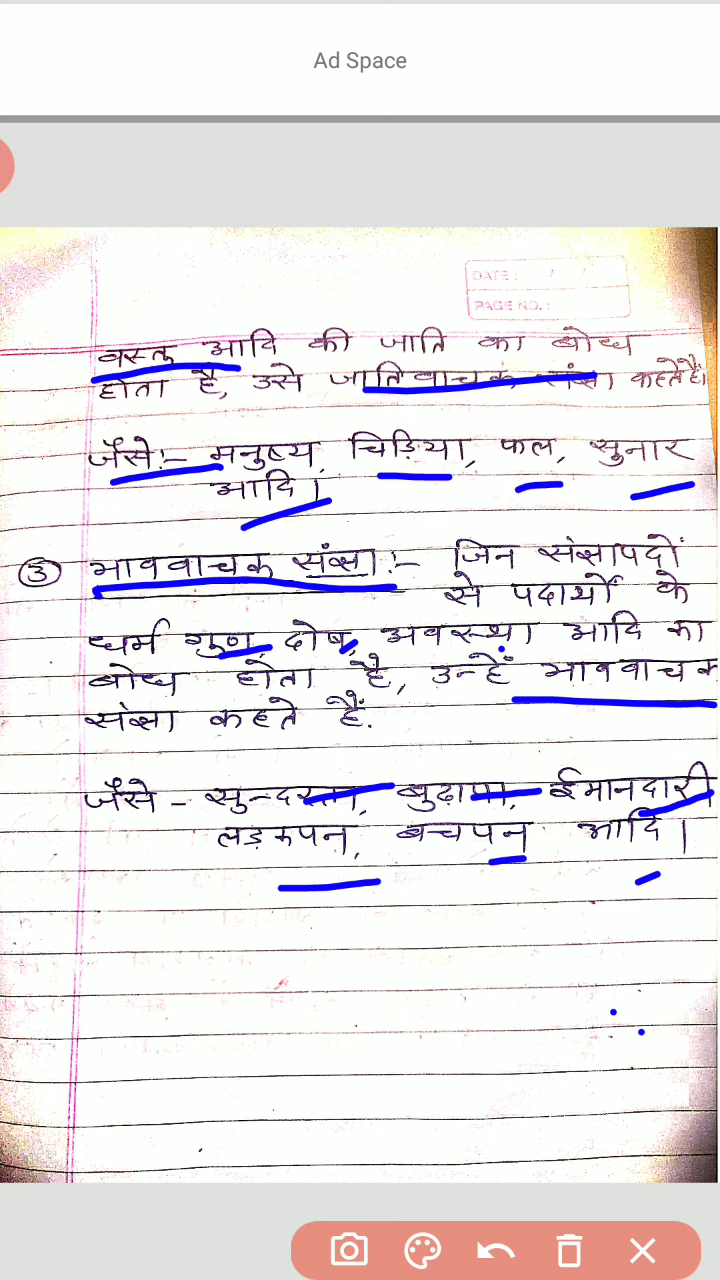 Ad Space
DATE : / /
PAGE NO. :
वस्तु आदि की जाति का बोध
होता है, उसे जातिवाचक संज्ञा कहते हैं।
जैसे:- मनुष्य, चिड़िया, फल, सुनार
आदि।
③ भाववाचक संज्ञा:- जिन संज्ञापदों
से पदार्थों के
धर्म गुण, दोष, अवस्था आदि का
बोध होता है, उन्हें भाववाचक
संज्ञा कहते हैं.
जैसे - सुन्दरता, बुढ़ापा, ईमानदारी
लड़कपन, बचपन आदि।